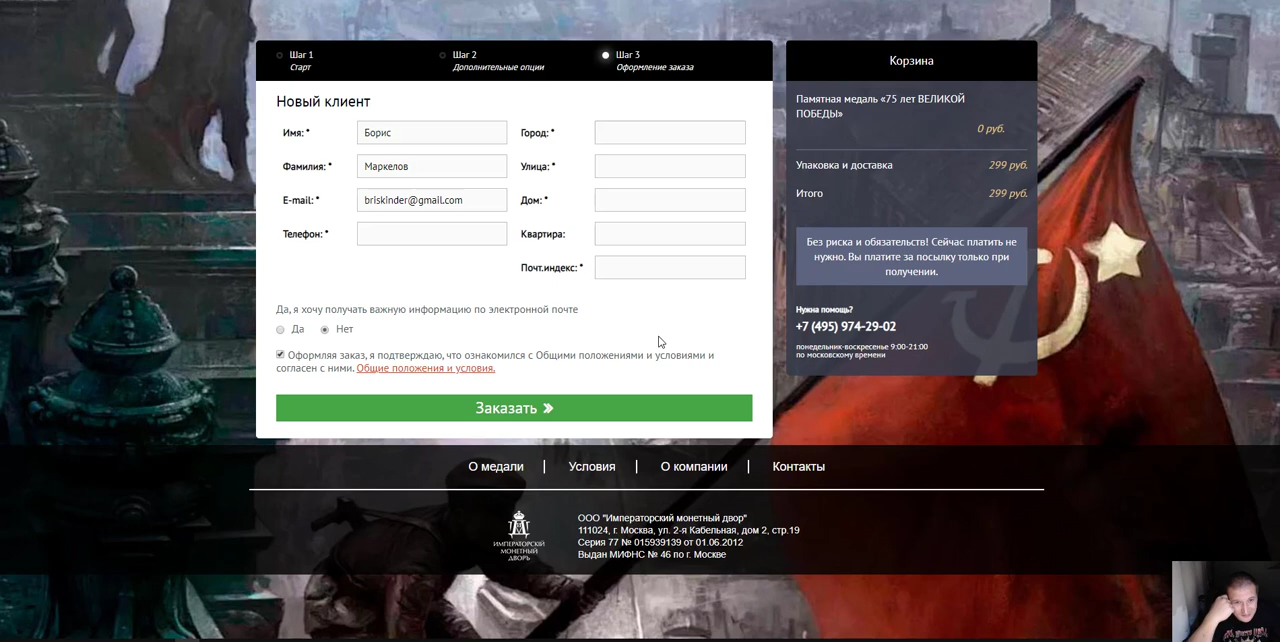 Шаг 1
Старт
Шаг 2
Дополнительные опции
Шаг 3
Оформление заказа
Новый клиент
Имя: *
Борис
Город: *
Фамилия: *
Маркелов
Улица: *
E-mail: *
briskinder@gmail.com
Дом: *
Телефон: *
Квартира:
Почт.индекс: *
Да, я хочу получать важную информацию по электронной почте
Да
Нет
Оформляя заказ, я подтверждаю, что ознакомился с Общими положениями и условиями и
согласен с ними. Общие положения и условия.
Заказать »
Корзина
Памятная медаль «75 лет ВЕЛИКОЙ
ПОБЕДЫ»
0 руб.
Упаковка и доставка 299 руб.
Итого 299 руб.
Без риска и обязательств! Сейчас платить не
нужно. Вы платите за посылку только при
получении.
Нужна помощь?
+7 (495) 974-29-02
понедельник-воскресенье 9:00-21:00
по московскому времени
О медали | Условия | О компании | Контакты
ИМПЕРАТОРСКIЙ
МОНЕТНЫЙ
ДВОРЪ
ООО "Императорский монетный двор"
111024, г. Москва, ул. 2-я Кабельная, дом 2, стр.19
Серия 77 № 015939139 от 01.06.2012
Выдан МИФНС № 46 по г. Москве